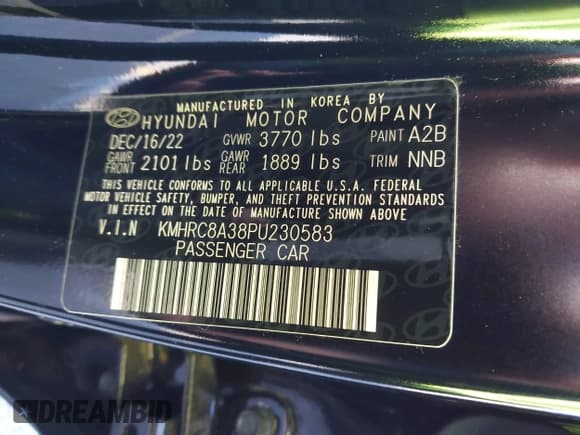 MANUFACTURED IN KOREA BY
HYUNDAI MOTOR COMPANY
DEC/16/22 GVWR 3770 lbs PAINT A2B
GAWR FRONT 2101 lbs GAWR REAR 1889 lbs TRIM NNB
THIS VEHICLE CONFORMS TO ALL APPLICABLE U.S.A. FEDERAL
MOTOR VEHICLE SAFETY, BUMPER, AND THEFT PREVENTION STANDARDS
IN EFFECT ON THE DATE OF MANUFACTURE SHOWN ABOVE
V.I.N KMHRC8A38PU230583
PASSENGER CAR
DREAMBID